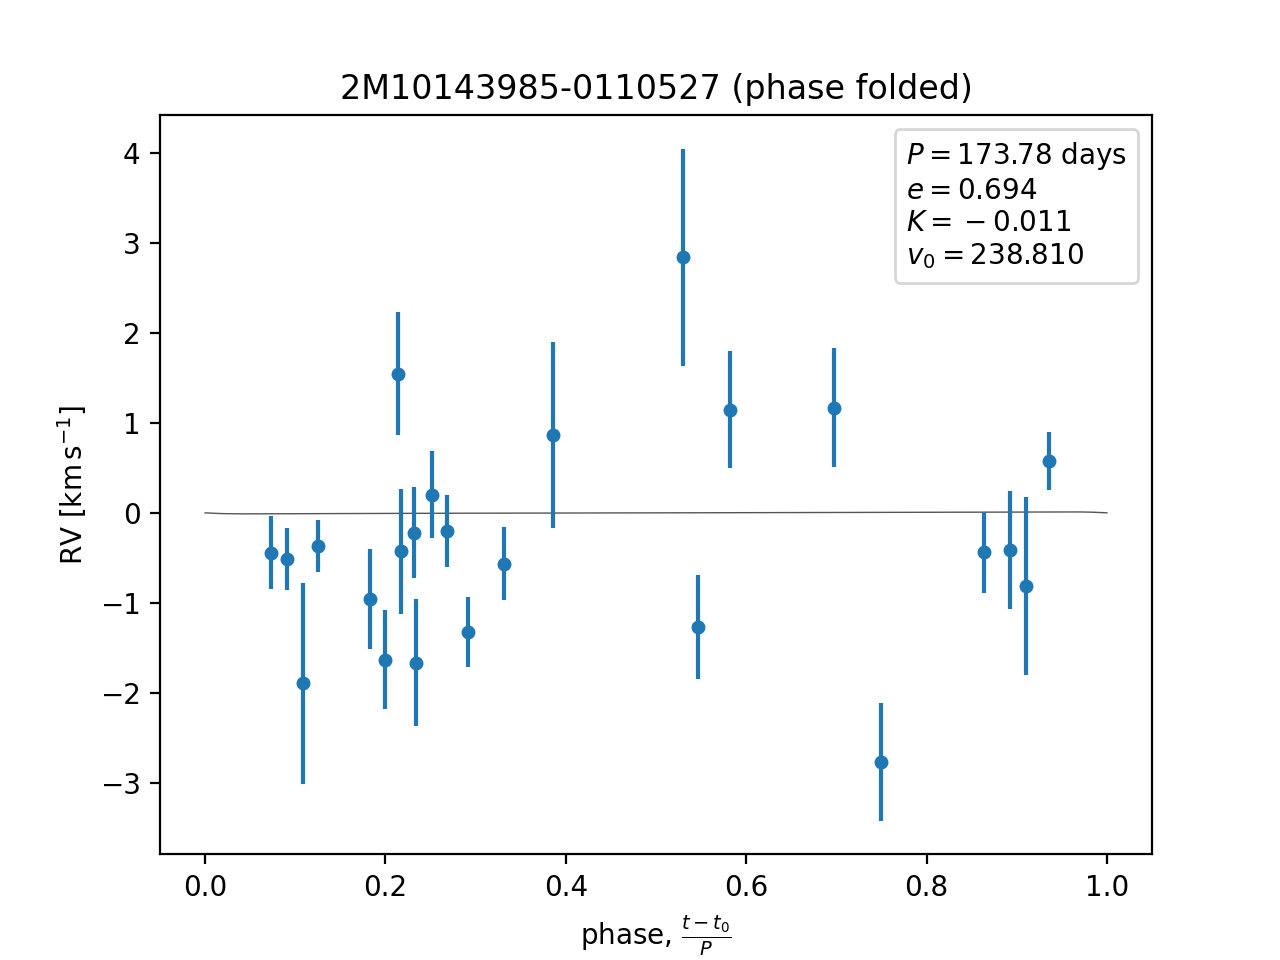 2M10143985-0110527 (phase folded)
P = 173.78 days
e = 0.694
K = −0.011
v₀ = 238.810
4
3
2
1
0
−1
−2
−3
RV [km s⁻¹]
0.0 0.2 0.4 0.6 0.8 1.0
phase, (t − t₀)/P